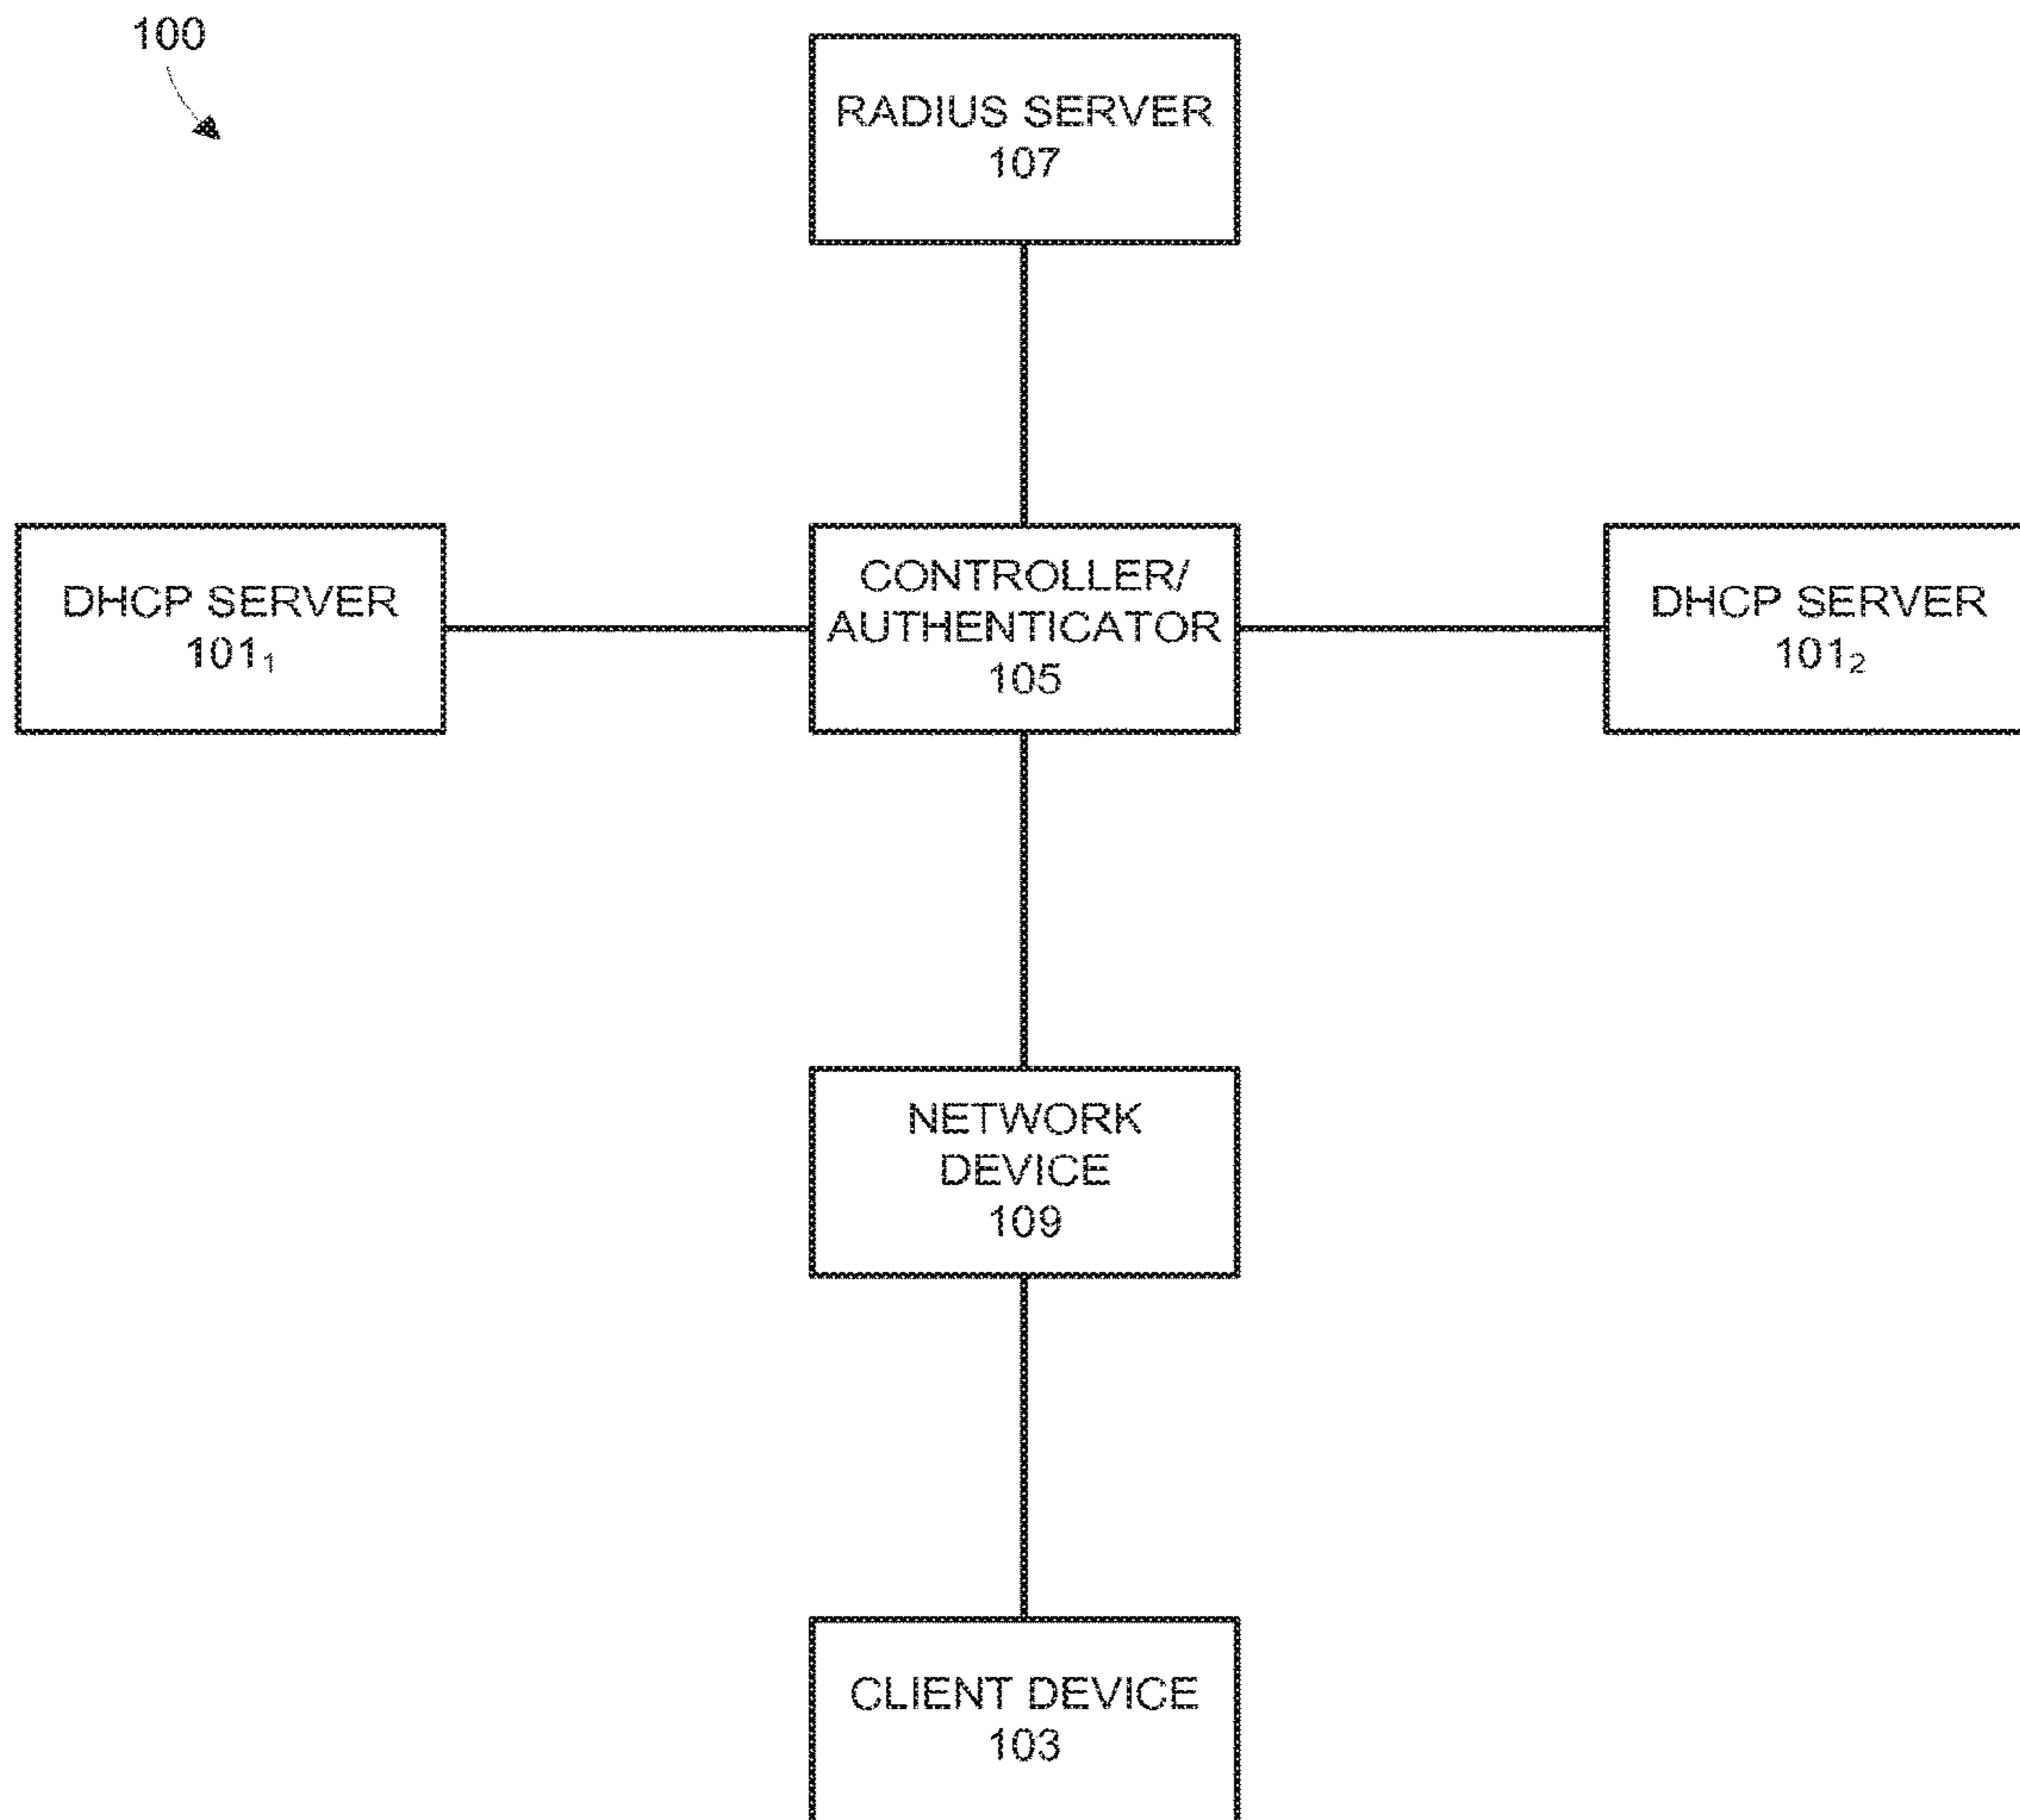 100
RADIUS SERVER
107
DHCP SERVER
101₁
CONTROLLER/
AUTHENTICATOR
105
DHCP SERVER
101₂
NETWORK
DEVICE
109
CLIENT DEVICE
103